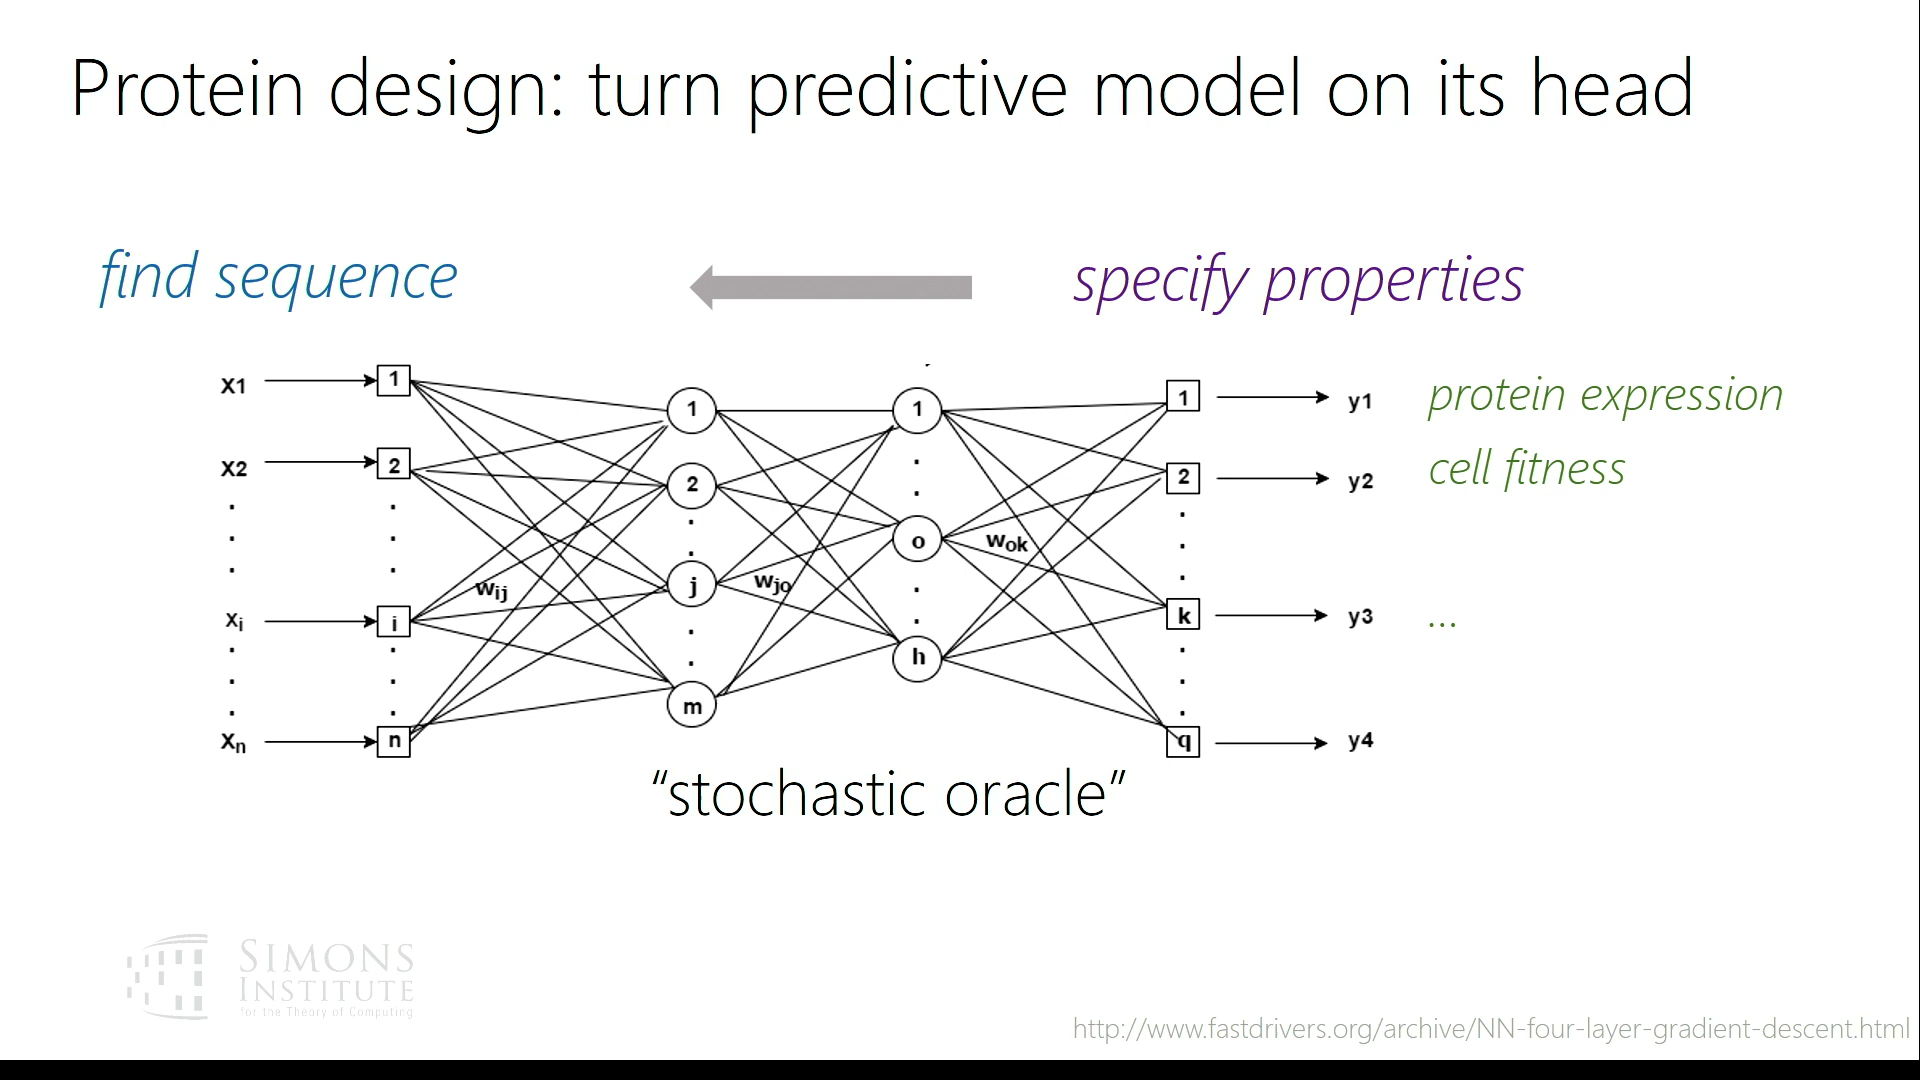 Protein design: turn predictive model on its head
find sequence
specify properties
X1
1
1
1
1
y1
protein expression
X2
2
2
2
y2
cell fitness
wij
j
wjo
o
wok
xi
i
k
y3
...
h
m
Xn
n
q
y4
“stochastic oracle”
SIMONS
INSTITUTE
for the Theory of Computing
http://www.fastdrivers.org/archive/NN-four-layer-gradient-descent.html